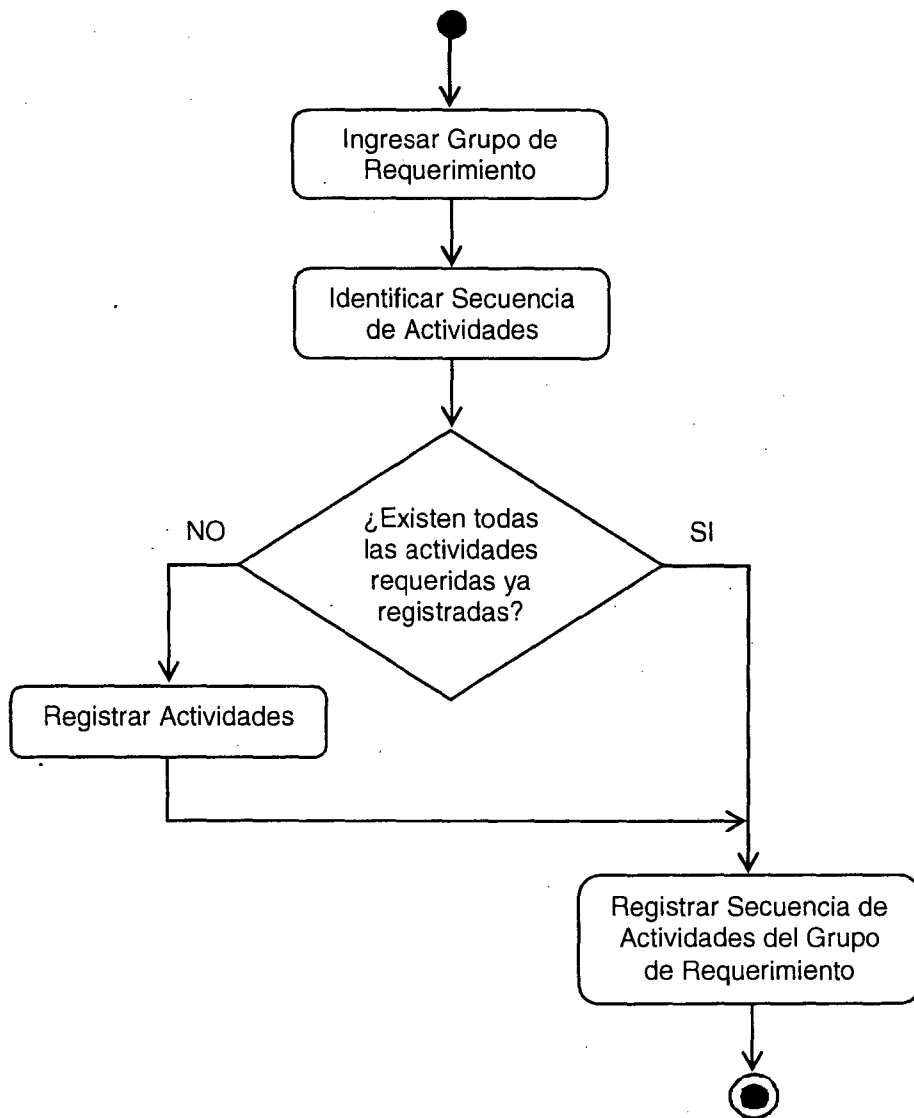 Ingresar Grupo de
Requerimiento
Identificar Secuencia
de Actividades
¿Existen todas
las actividades
requeridas ya
registradas?
NO
SI
Registrar Actividades
Registrar Secuencia de
Actividades del Grupo
de Requerimiento